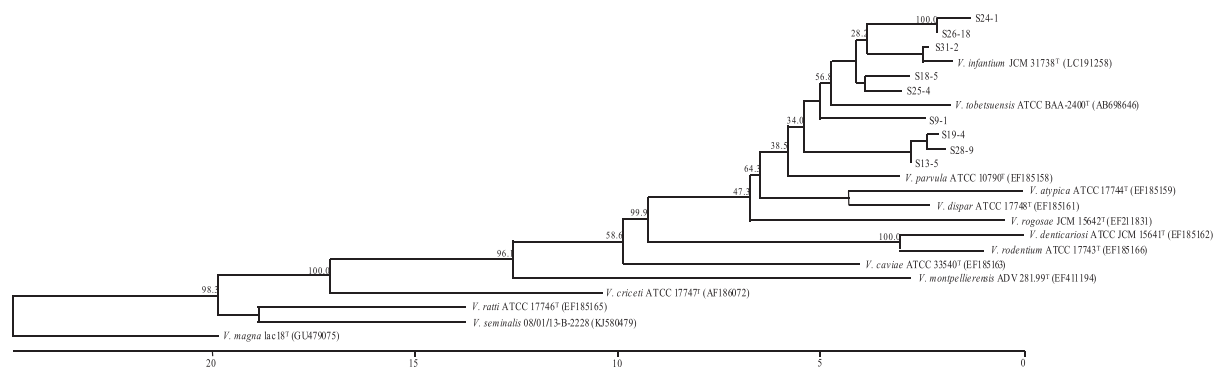 100.0 S24-1
S26-18
28.2
S31-2
V. infantium JCM 31738ᵀ (LC191258)
56.8 S18-5
S25-4
V. tobetsuensis ATCC BAA-2400ᵀ (AB698646)
34.0 S9-1
S19-4
38.5 S28-9
S13-5
64.3
V. parvula ATCC 10790ᵀ (EF185158)
47.3 V. atypica ATCC 17744ᵀ (EF185159)
V. dispar ATCC 17748ᵀ (EF185161)
99.9 V. rogosae JCM 15642ᵀ (EF211831)
58.6 100.0 V. denticariosi ATCC JCM 15641ᵀ (EF185162)
V. rodentium ATCC 17743ᵀ (EF185166)
96.1 V. caviae ATCC 33540ᵀ (EF185163)
100.0 V. montpellierensis ADV 281.99ᵀ (EF411194)
98.3 V. criceti ATCC 17747ᵀ (AF186072)
V. ratti ATCC 17746ᵀ (EF185165)
V. seminalis 08/01/13-B-2228 (KJ580479)
V. magna lac18ᵀ (GU479075)
20 15 10 5 0